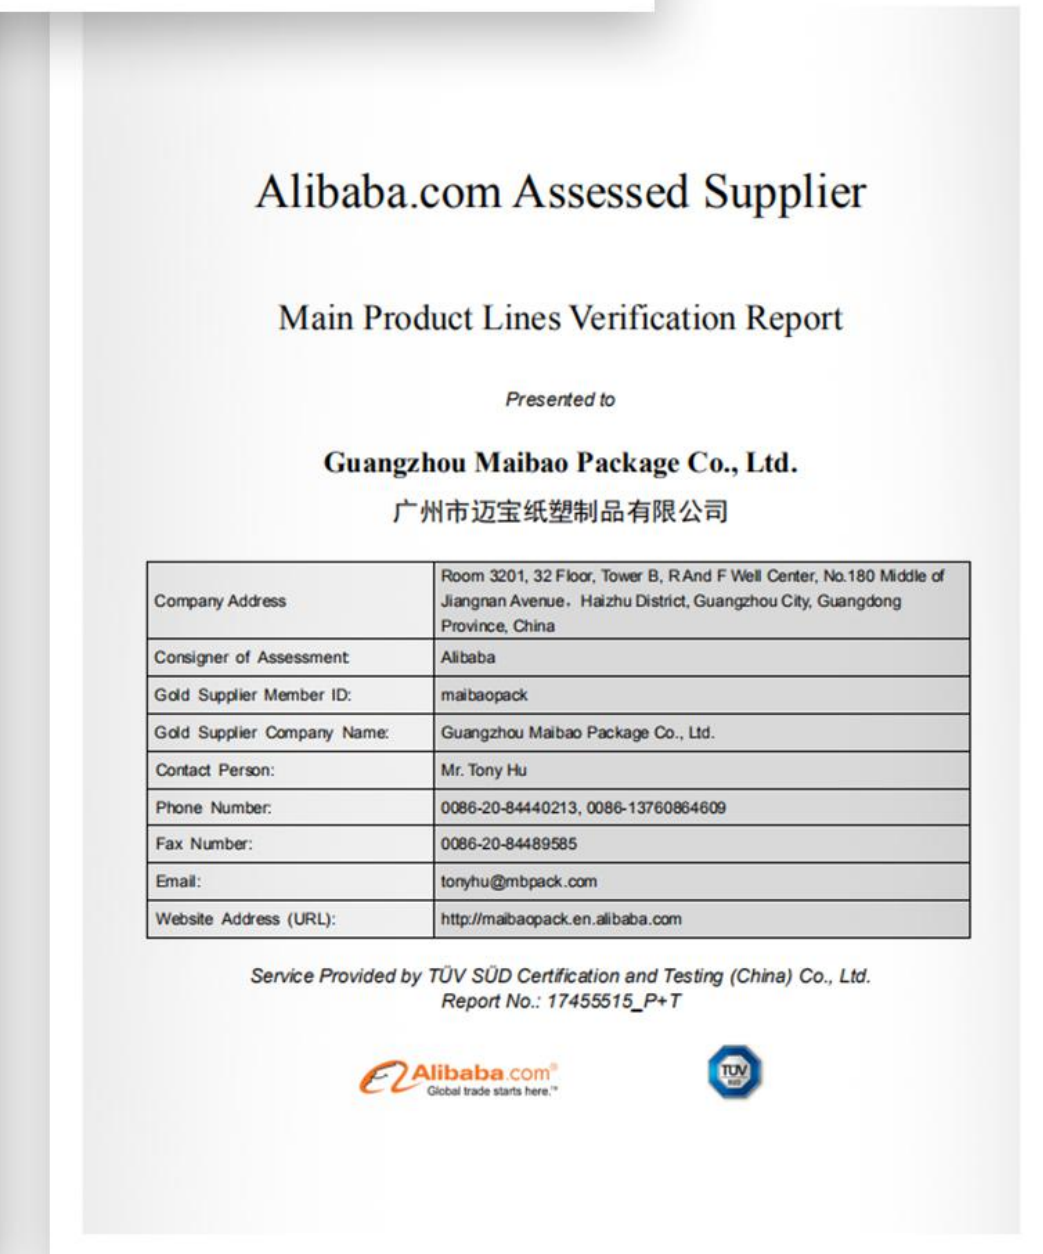 Alibaba.com Assessed Supplier
Main Product Lines Verification Report
Presented to
Guangzhou Maibao Package Co., Ltd.
广州市迈宝纸塑制品有限公司
Company Address
Room 3201, 32 Floor, Tower B, R And F Well Center, No.180 Middle of
Jiangnan Avenue，Haizhu District, Guangzhou City, Guangdong
Province, China
Consigner of Assessment Alibaba
Gold Supplier Member ID: maibaopack
Gold Supplier Company Name: Guangzhou Maibao Package Co., Ltd.
Contact Person: Mr. Tony Hu
Phone Number: 0086-20-84440213, 0086-13760864609
Fax Number: 0086-20-84489585
Email: tonyhu@mbpack.com
Website Address (URL): http://maibaopack.en.alibaba.com
Service Provided by TÜV SÜD Certification and Testing (China) Co., Ltd.
Report No.: 17455515_P+T
Alibaba.com®
Global trade starts here.™
TÜV
SÜD